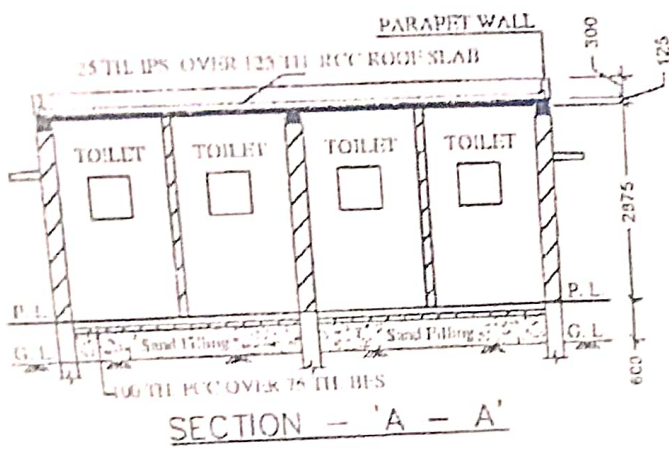 PARAPET WALL
25 TH. IPS OVER 125 TH. RCC ROOF SLAB
300
125
TOILET TOILET TOILET TOILET
2875
P. L. P. L.
Sand Filling Sand Filling
G. L. G. L.
600
100 TH PCC OVER 75 TH BFS
SECTION - 'A - A'